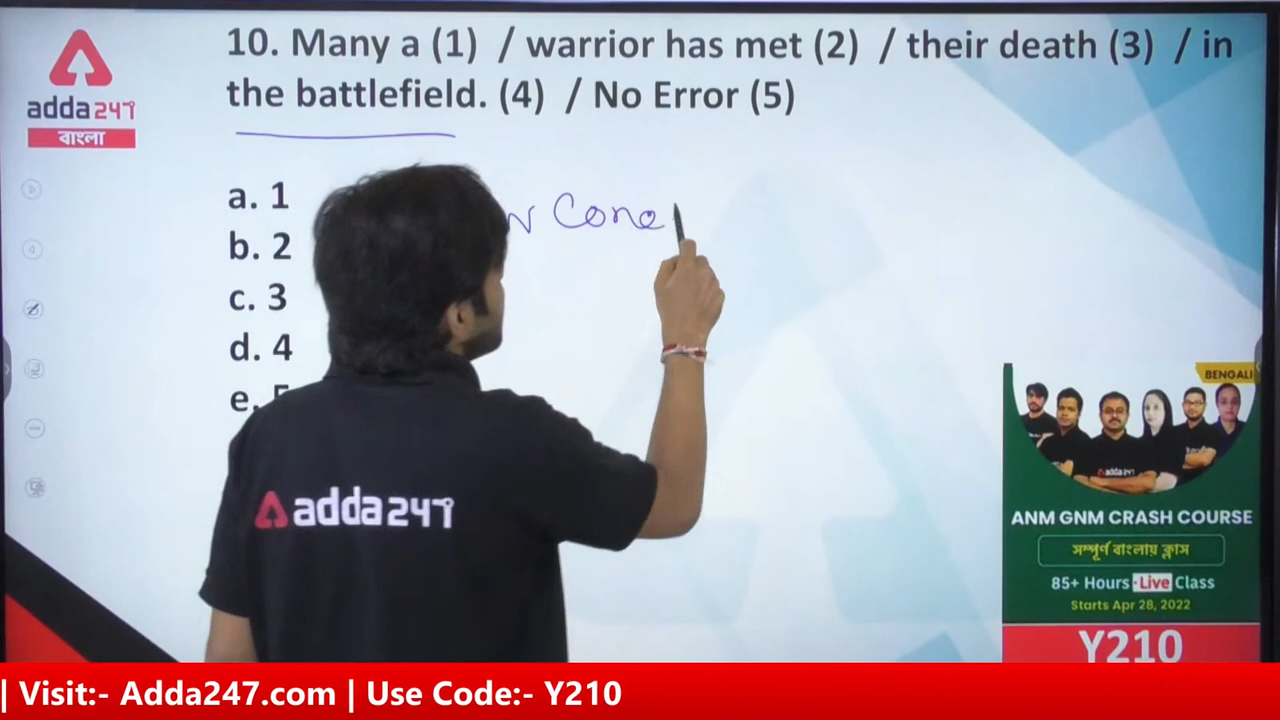 10. Many a (1) / warrior has met (2) / their death (3) / in
the battlefield. (4) / No Error (5)
adda247
বাংলা
a. 1
b. 2
c. 3
d. 4
e.
Cone
adda247
BENGALI
ANM GNM CRASH COURSE
সম্পূর্ণ বাংলায় ক্লাস
85+ Hours Live Class
Starts Apr 28, 2022
Y210
| Visit:- Adda247.com | Use Code:- Y210